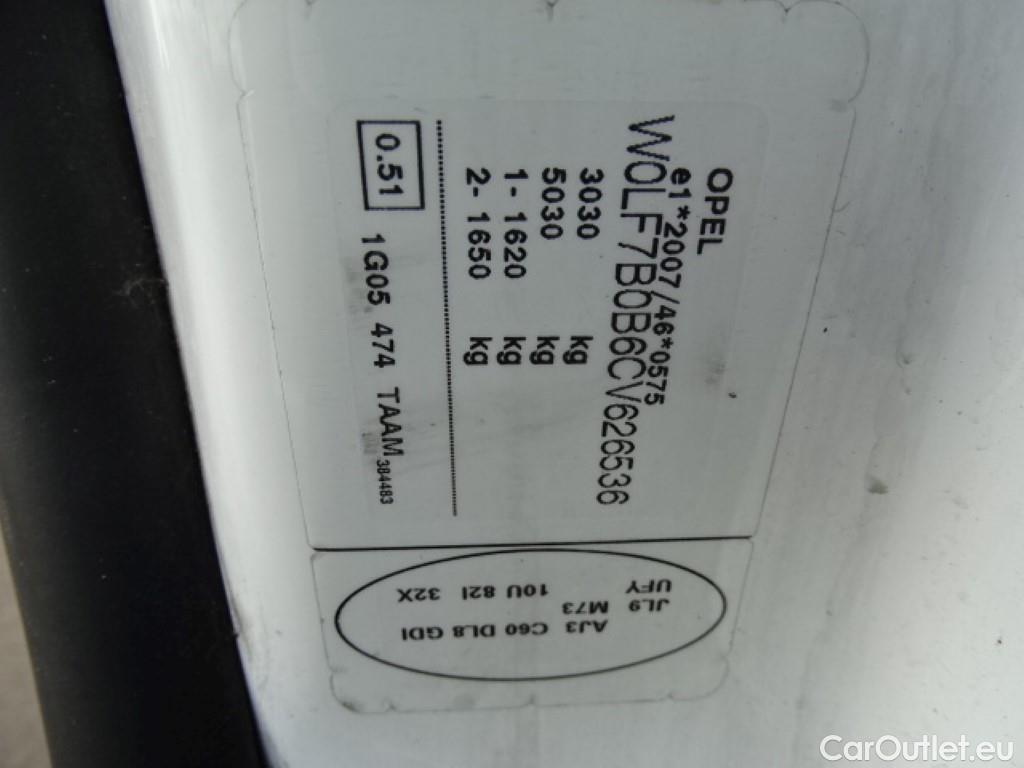 OPEL
e1*2007/46*0575
W0LF7B0B6CV626536
3030 kg
5030 kg
1- 1620 kg
2- 1650 kg
0.51 1G05 474 TAAM 384483
AJ3 C60 DL8 GDI
JL9 M73
10U 82I 32X
UFY
CarOutlet.eu